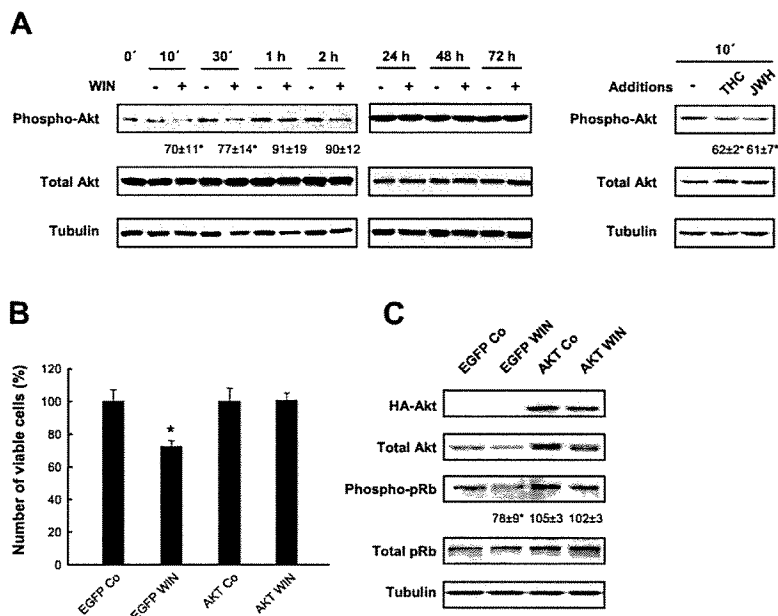 A
0´ 10´ 30´ 1 h 2 h 24 h 48 h 72 h 10´
WIN - + - + - + - + - + - + - + Additions - THC JWH
Phospho-Akt Phospho-Akt
70±11* 77±14* 91±19 90±12 62±2* 61±7*
Total Akt Total Akt
Tubulin Tubulin
B
Number of viable cells (%)
120
100
80
60
40
20
0
*
EGFP Co EGFP WIN AKT Co AKT WIN
C
EGFP Co EGFP WIN AKT Co AKT WIN
HA-Akt
Total Akt
Phospho-pRb
78±9* 105±3 102±3
Total pRb
Tubulin